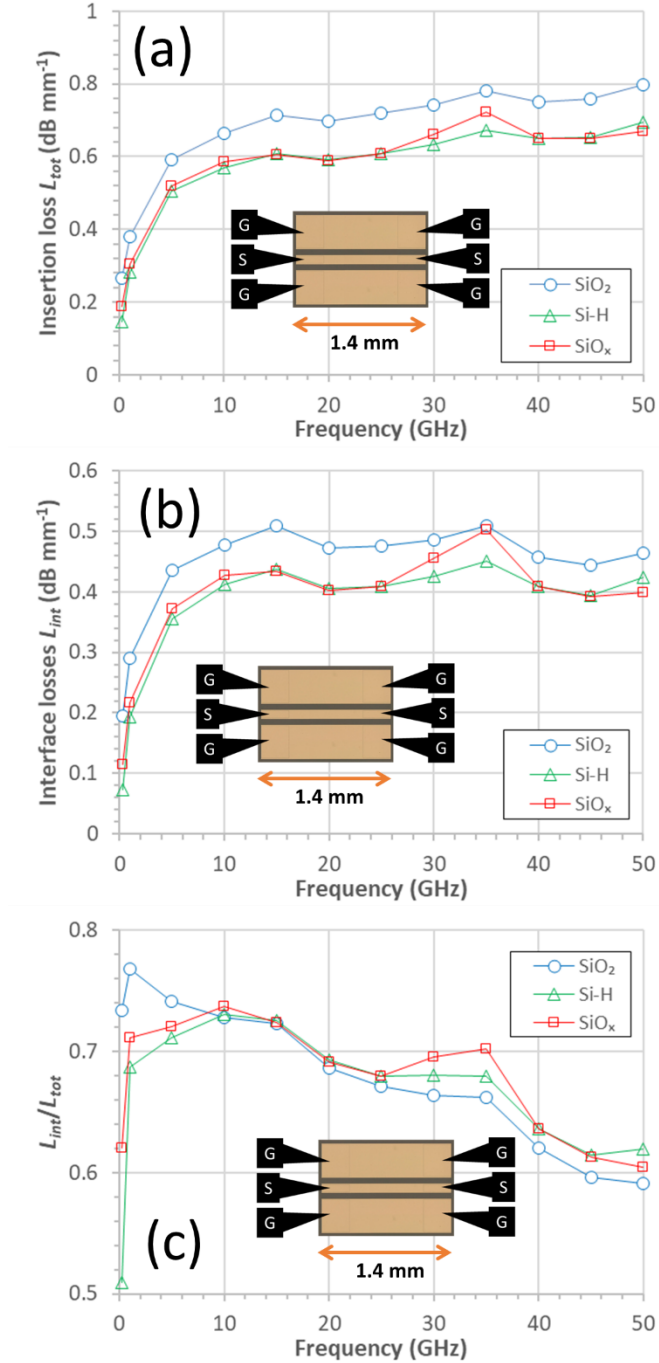 (a)
Insertion loss L_tot (dB mm⁻¹)
1
0.8
0.6
0.4
0.2
0
G G
S S
G G
1.4 mm
SiO₂
Si-H
SiOₓ
0 10 20 30 40 50
Frequency (GHz)
(b)
Interface losses L_int (dB mm⁻¹)
0.6
0.5
0.4
0.3
0.2
0.1
0
G G
S S
G G
1.4 mm
SiO₂
Si-H
SiOₓ
0 10 20 30 40 50
Frequency (GHz)
L_int/L_tot
0.8
0.7
0.6
0.5
SiO₂
Si-H
SiOₓ
G G
S S
G G
(c)
1.4 mm
0 10 20 30 40 50
Frequency (GHz)